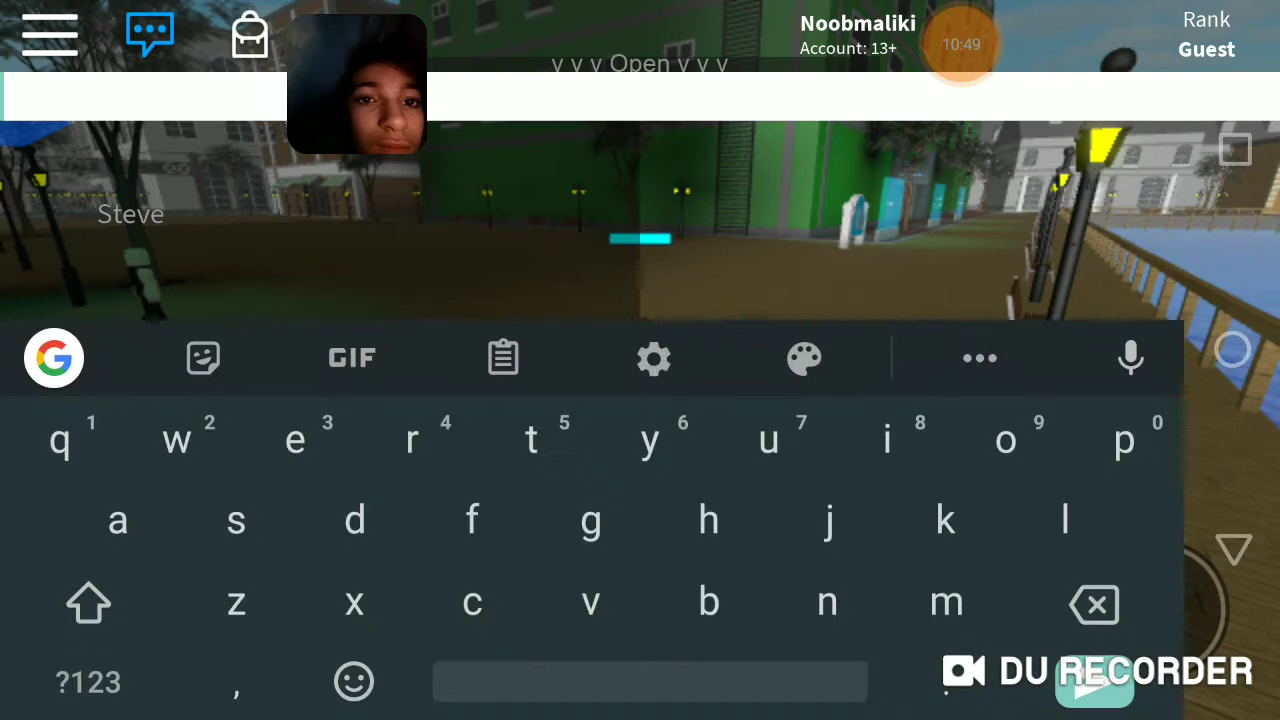 Noobmaliki
Account: 13+
10:49
Rank
Guest
v v v Open v v v
Steve
G
GIF
q 1 w 2 e 3 r 4 t 5 y 6 u 7 i 8 o 9 p 0
a s d f g h j k l
z x c v b n m
?123 , .
DU RECORDER